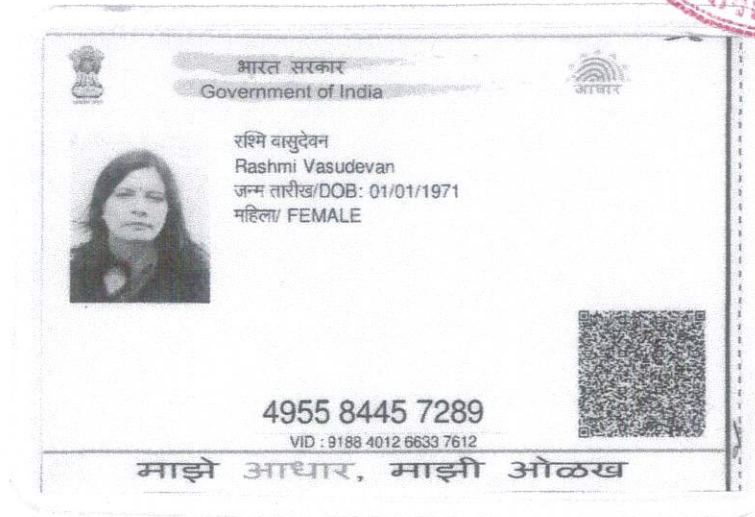 भारत सरकार
Government of India
आधार
रश्मि वासुदेवन
Rashmi Vasudevan
जन्म तारीख/DOB: 01/01/1971
महिला/ FEMALE
4955 8445 7289
VID : 9188 4012 6633 7612
माझे आधार, माझी ओळख